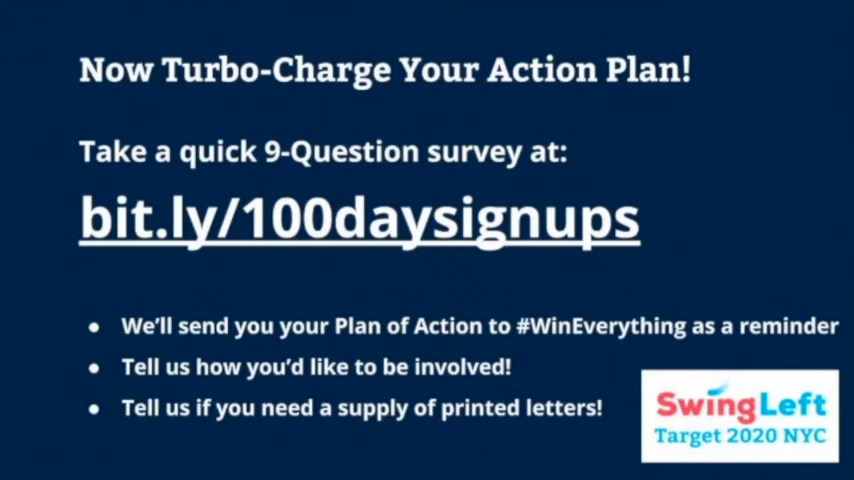 Now Turbo-Charge Your Action Plan!
Take a quick 9-Question survey at:
bit.ly/100daysignups
• We'll send you your Plan of Action to #WinEverything as a reminder
• Tell us how you'd like to be involved!
• Tell us if you need a supply of printed letters!
SwingLeft
Target 2020 NYC